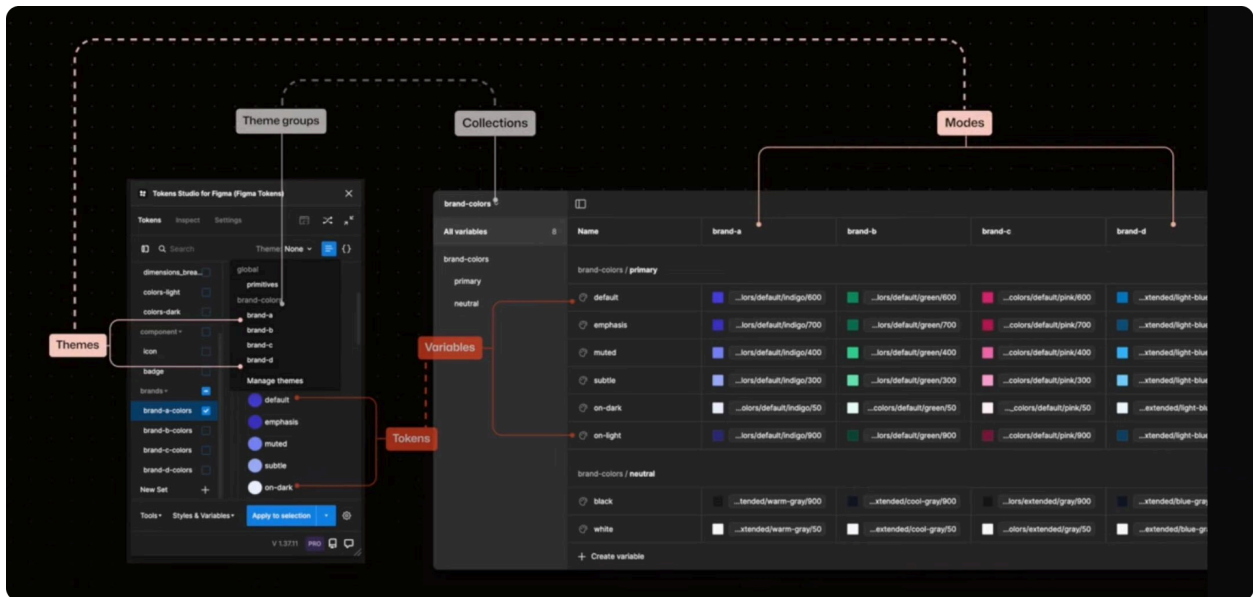 Theme groups
Collections
Modes
Themes
Variables
Tokens
Tokens Studio for Figma (Figma Tokens)
Tokens Inspect Settings
Search
Theme: None
dimensions_brea...
colors-light
colors-dark
component
icon
badge
brands
brand-a-colors
brand-b-colors
brand-c-colors
brand-d-colors
New Set
global
primitives
brand-colors
brand-a
brand-b
brand-c
brand-d
Manage themes
default
emphasis
muted
subtle
on-dark
Tools Styles & Variables Apply to selection
V 1.37.11 PRO
brand-colors
All variables 8
brand-colors
primary
neutral
Name brand-a brand-b brand-c brand-d
brand-colors / primary
default ...lors/default/indigo/600 ...lors/default/green/600 ...colors/default/pink/600 ...xtended/light-blu
emphasis ...lors/default/indigo/700 ...lors/default/green/700 ...colors/default/pink/700 ...xtended/light-blu
muted ...lors/default/indigo/400 ...lors/default/green/400 ...colors/default/pink/400 ...xtended/light-blu
subtle ...lors/default/indigo/300 ...lors/default/green/300 ...colors/default/pink/300 ...xtended/light-blu
on-dark ...olors/default/indigo/50 ...colors/default/green/50 ..._colors/default/pink/50 ...extended/light-bl
on-light ...lors/default/indigo/900 ...lors/default/green/900 ...colors/default/pink/900 ...xtended/light-blu
brand-colors / neutral
black ...tended/warm-gray/900 ...xtended/cool-gray/900 ...lors/extended/gray/900 ...xtended/blue-gray
white ...xtended/warm-gray/50 ...extended/cool-gray/50 ...olors/extended/gray/50 ...extended/blue-gr
Create variable